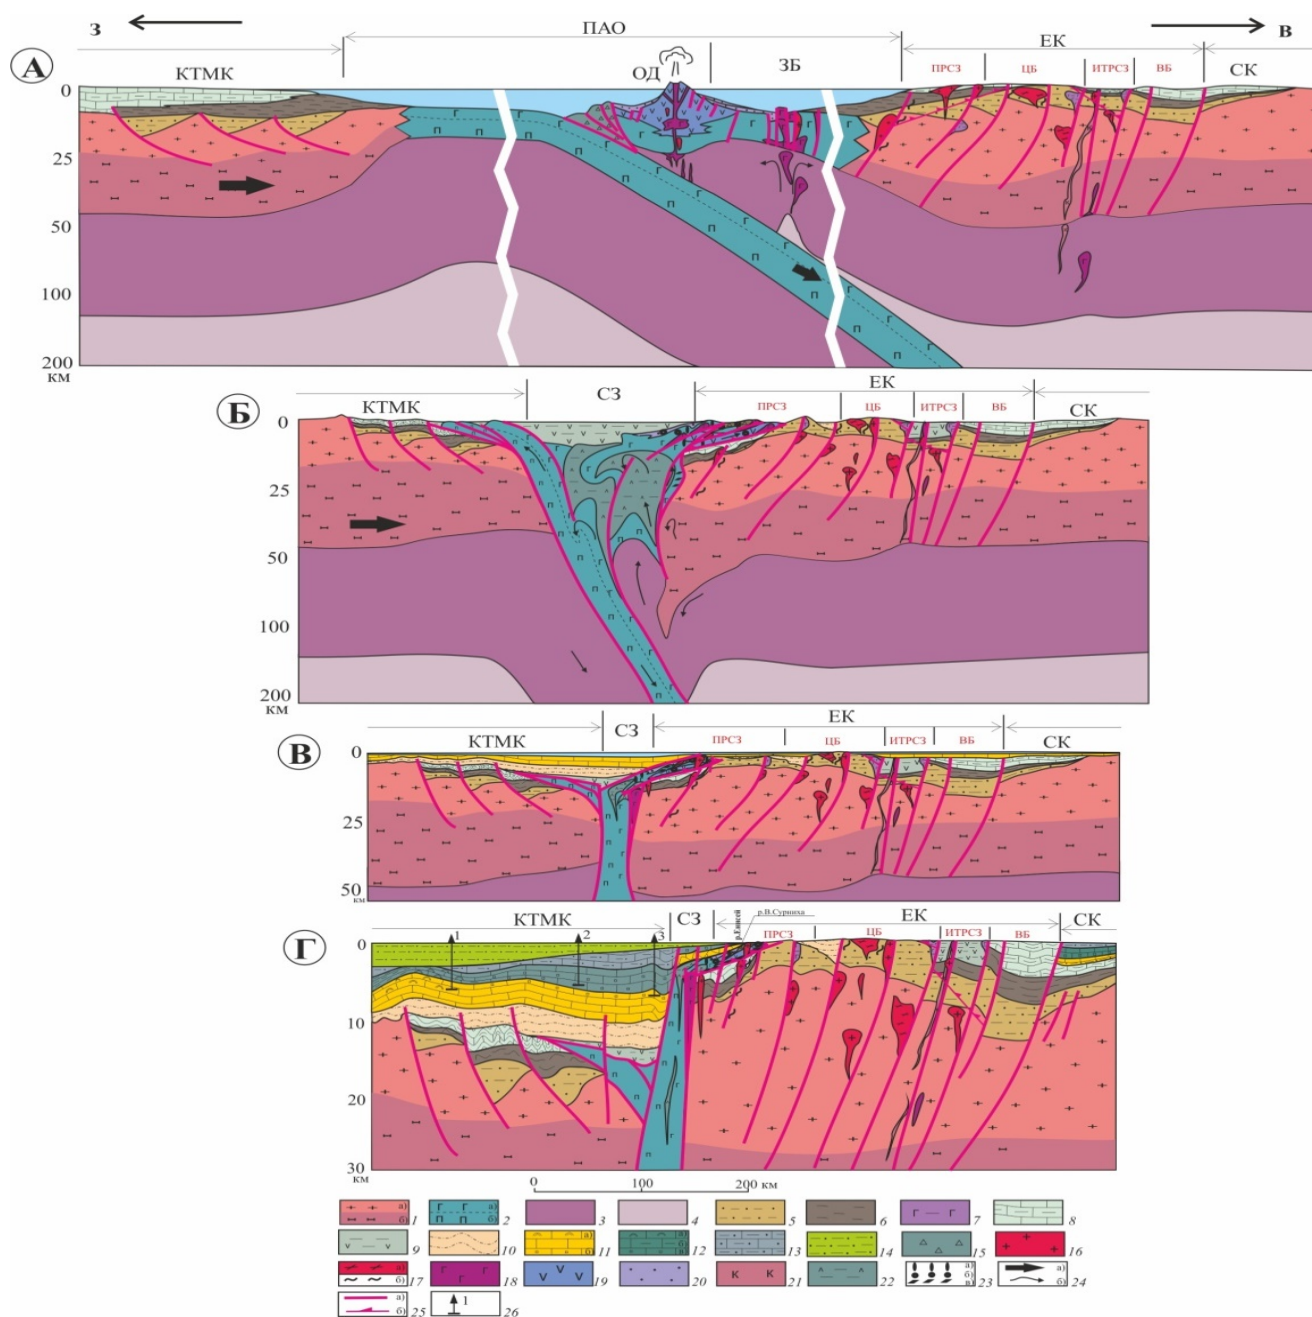 З ПАО В
А КТМК ОД ЗБ ЕК
ПРСЗ ЦБ ИТРСЗ ВБ СК
0
25
50
100
200
км
Б КТМК СЗ ЕК СК
ПРСЗ ЦБ ИТРСЗ ВБ
0
25
50
100
200
км
В КТМК СЗ ЕК СК
ПРСЗ ЦБ ИТРСЗ ВБ
0
25
50
км
р.Енисей р.В.Сурниха
Г КТМК СЗ ЕК СК
ПРСЗ ЦБ ИТРСЗ ВБ
1 2 3
0
10
20
30
км
0 100 200 км
а) б) 1 а) б) 2 3 4 5 6 7 8
9 10 а) б) 11 а) б) в) 12 13 14 15 16
а) б) 17 18 19 20 21 22 а) б) в) 23 а) б) 24
а) б) 25 1 26